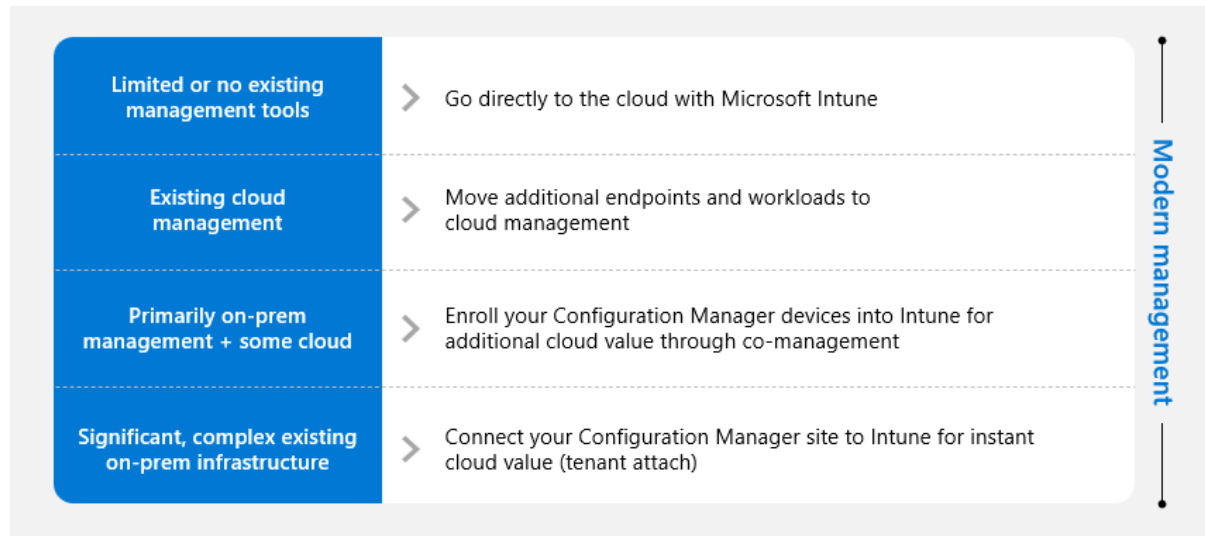 Limited or no existing
management tools
Go directly to the cloud with Microsoft Intune
Existing cloud
management
Move additional endpoints and workloads to
cloud management
Primarily on-prem
management + some cloud
Enroll your Configuration Manager devices into Intune for
additional cloud value through co-management
Significant, complex existing
on-prem infrastructure
Connect your Configuration Manager site to Intune for instant
cloud value (tenant attach)
Modern management